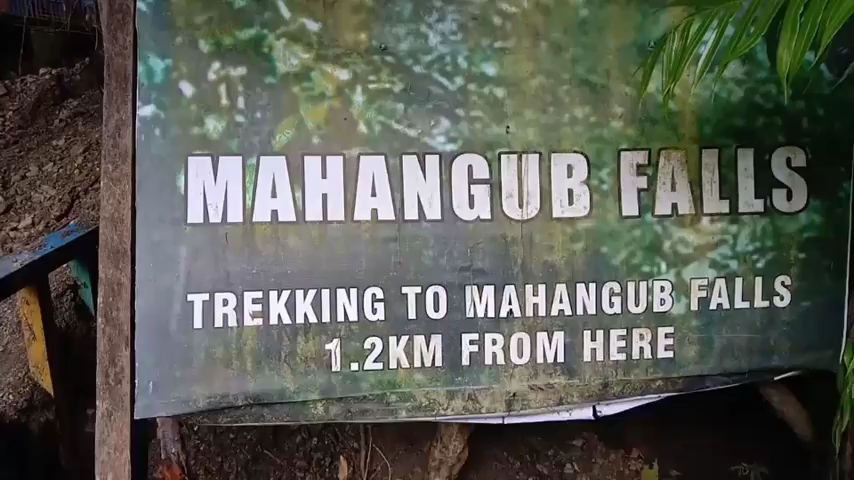 MAHANGUB FALLS
TREKKING TO MAHANGUB FALLS
1.2KM FROM HERE